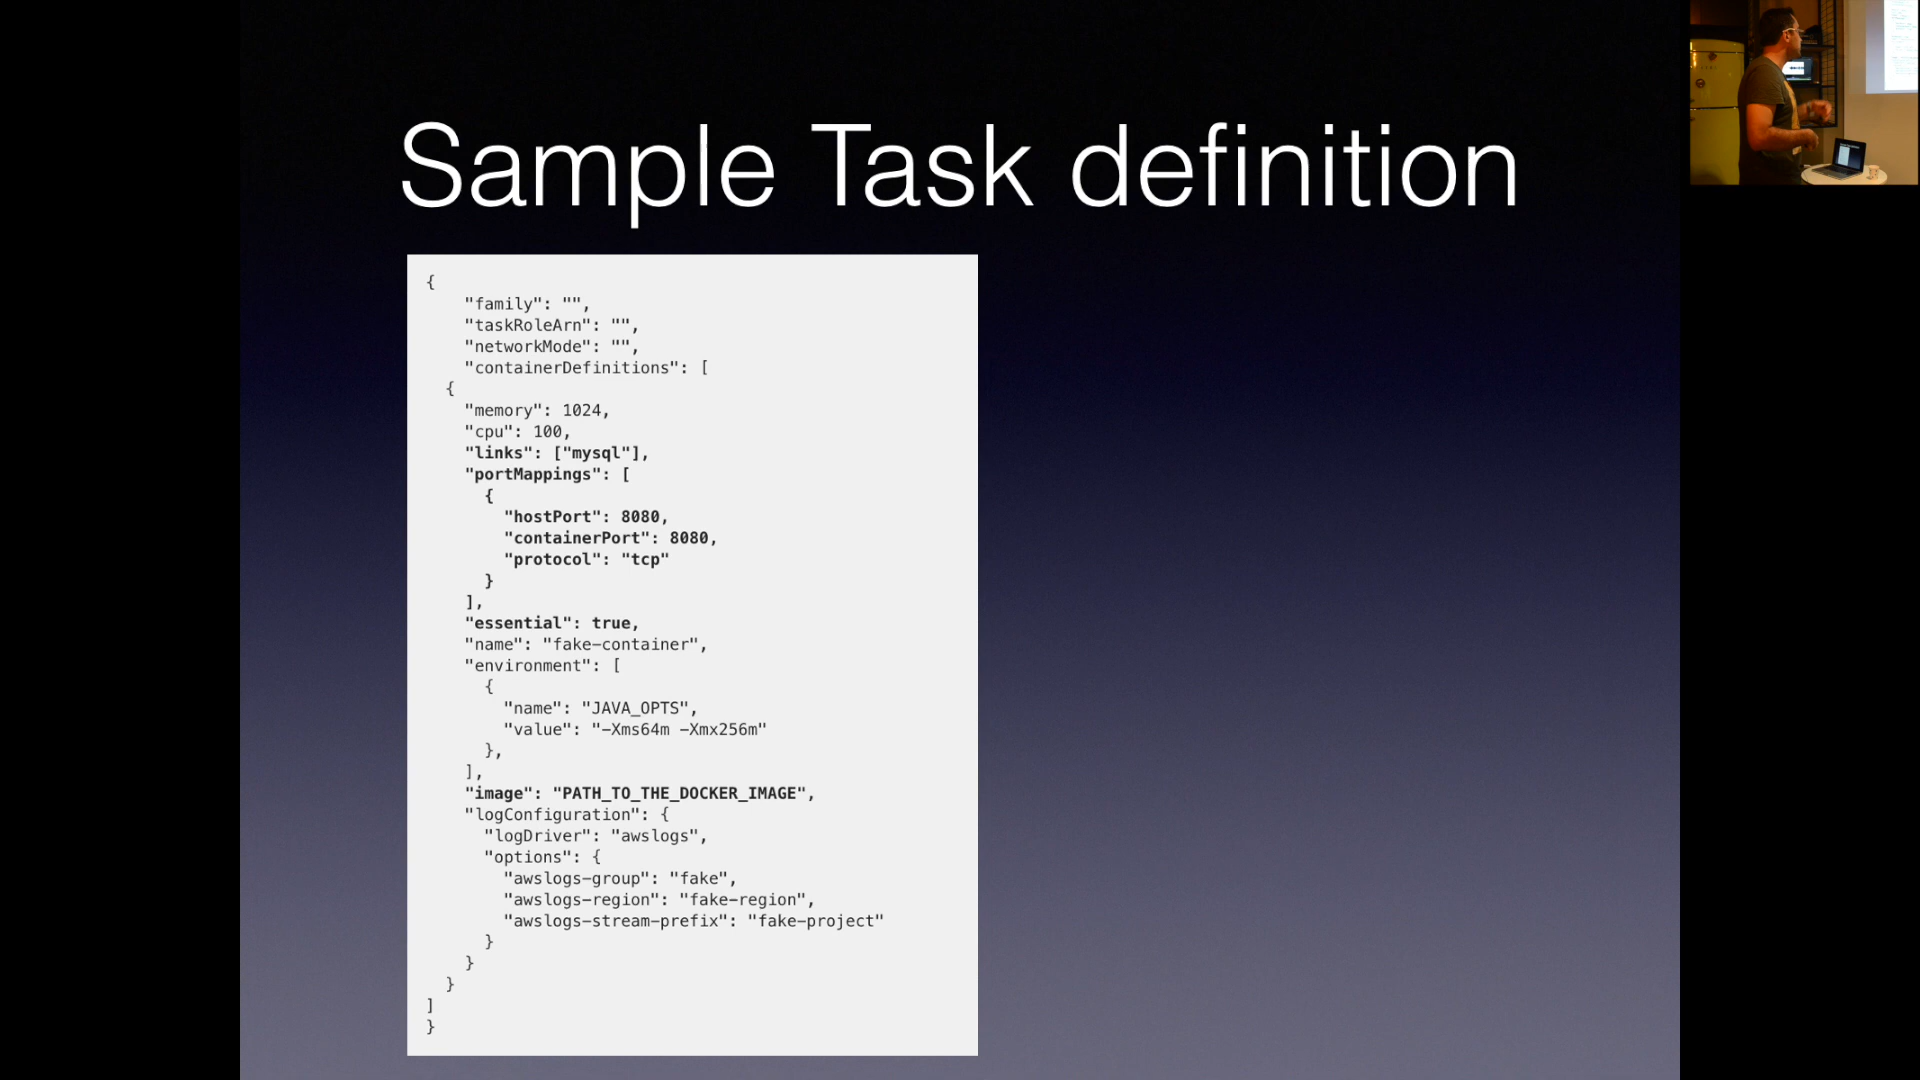 Sample Task definition
{
"family": "",
"taskRoleArn": "",
"networkMode": "",
"containerDefinitions": [
{
"memory": 1024,
"cpu": 100,
"links": ["mysql"],
"portMappings": [
{
"hostPort": 8080,
"containerPort": 8080,
"protocol": "tcp"
}
],
"essential": true,
"name": "fake-container",
"environment": [
{
"name": "JAVA_OPTS",
"value": "-Xms64m -Xmx256m"
},
],
"image": "PATH_TO_THE_DOCKER_IMAGE",
"logConfiguration": {
"logDriver": "awslogs",
"options": {
"awslogs-group": "fake",
"awslogs-region": "fake-region",
"awslogs-stream-prefix": "fake-project"
}
}
}
]
}